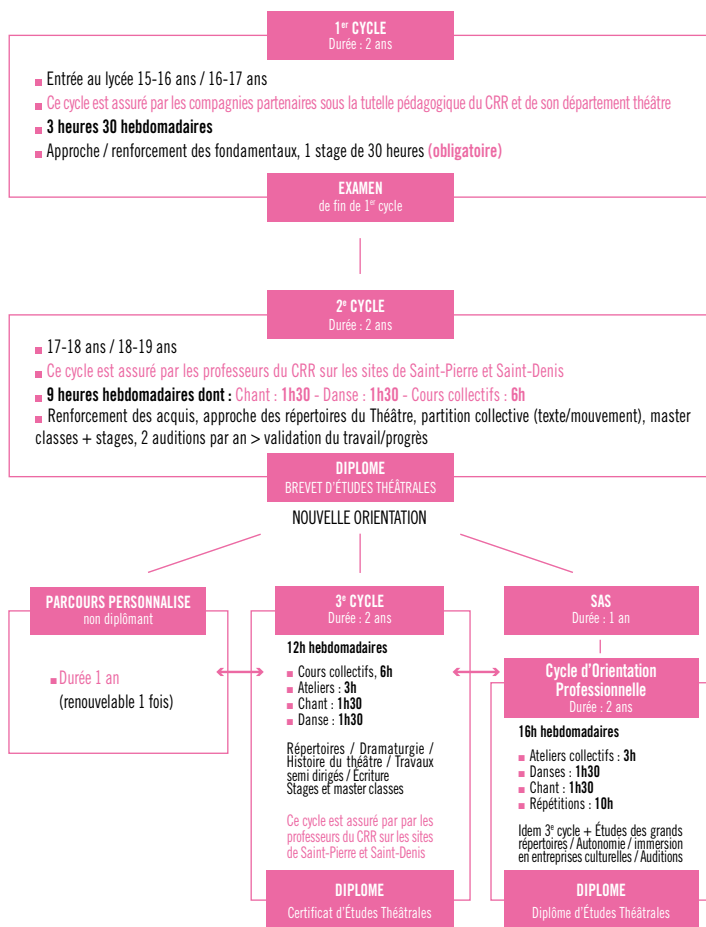 1er CYCLE
Durée : 2 ans
Entrée au lycée 15-16 ans / 16-17 ans
Ce cycle est assuré par les compagnies partenaires sous la tutelle pédagogique du CRR et de son département théâtre
3 heures 30 hebdomadaires
Approche / renforcement des fondamentaux, 1 stage de 30 heures (obligatoire)
EXAMEN
de fin de 1er cycle
2e CYCLE
Durée : 2 ans
17-18 ans / 18-19 ans
Ce cycle est assuré par les professeurs du CRR sur les sites de Saint-Pierre et Saint-Denis
9 heures hebdomadaires dont : Chant : 1h30 - Danse : 1h30 - Cours collectifs : 6h
Renforcement des acquis, approche des répertoires du Théâtre, partition collective (texte/mouvement), master
classes + stages, 2 auditions par an > validation du travail/progrès
DIPLOME
BREVET D'ÉTUDES THÉÂTRALES
NOUVELLE ORIENTATION
PARCOURS PERSONNALISE
non diplômant
Durée 1 an
(renouvelable 1 fois)
3e CYCLE
Durée : 2 ans
12h hebdomadaires
Cours collectifs, 6h
Ateliers : 3h
Chant : 1h30
Danse : 1h30
Répertoires / Dramaturgie /
Histoire du théâtre / Travaux
semi dirigés / Écriture
Stages et master classes
Ce cycle est assuré par par les
professeurs du CRR sur les sites
de Saint-Pierre et Saint-Denis
DIPLOME
Certificat d'Études Théâtrales
SAS
Durée : 1 an
Cycle d'Orientation
Professionnelle
Durée : 2 ans
16h hebdomadaires
Ateliers collectifs : 3h
Danses : 1h30
Chant : 1h30
Répétitions : 10h
Idem 3e cycle + Études des grands
répertoires / Autonomie / immersion
en entreprises culturelles / Auditions
DIPLOME
Diplôme d'Études Théâtrales